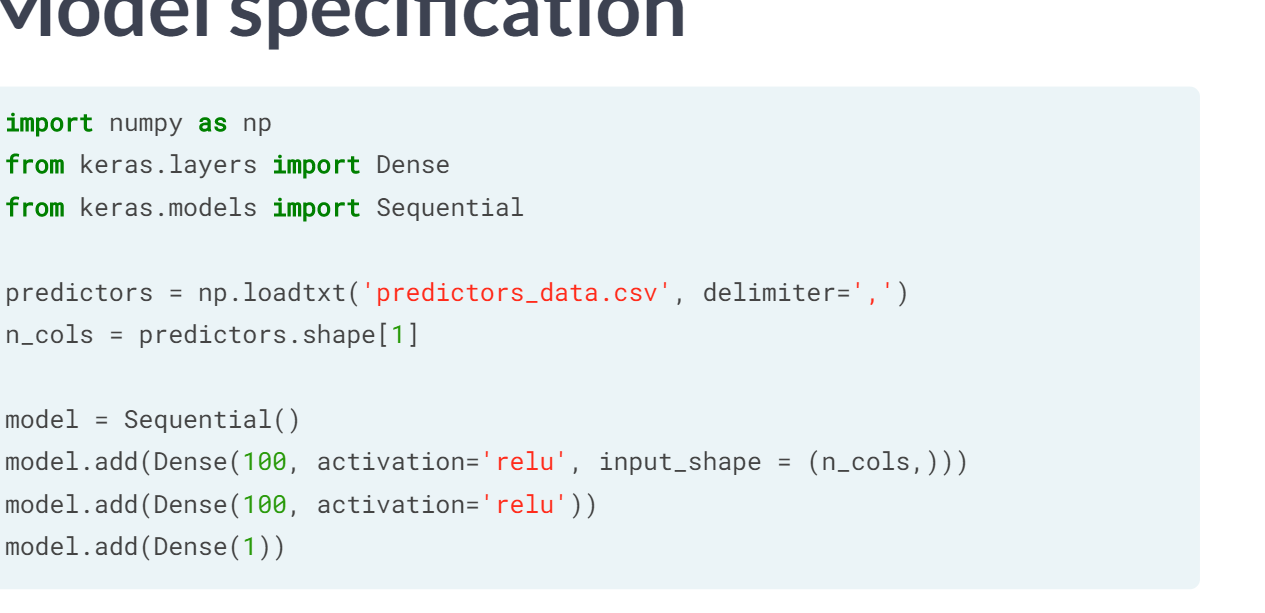 Model specification
import numpy as np
from keras.layers import Dense
from keras.models import Sequential
predictors = np.loadtxt('predictors_data.csv', delimiter=',')
n_cols = predictors.shape[1]
model = Sequential()
model.add(Dense(100, activation='relu', input_shape = (n_cols,)))
model.add(Dense(100, activation='relu'))
model.add(Dense(1))